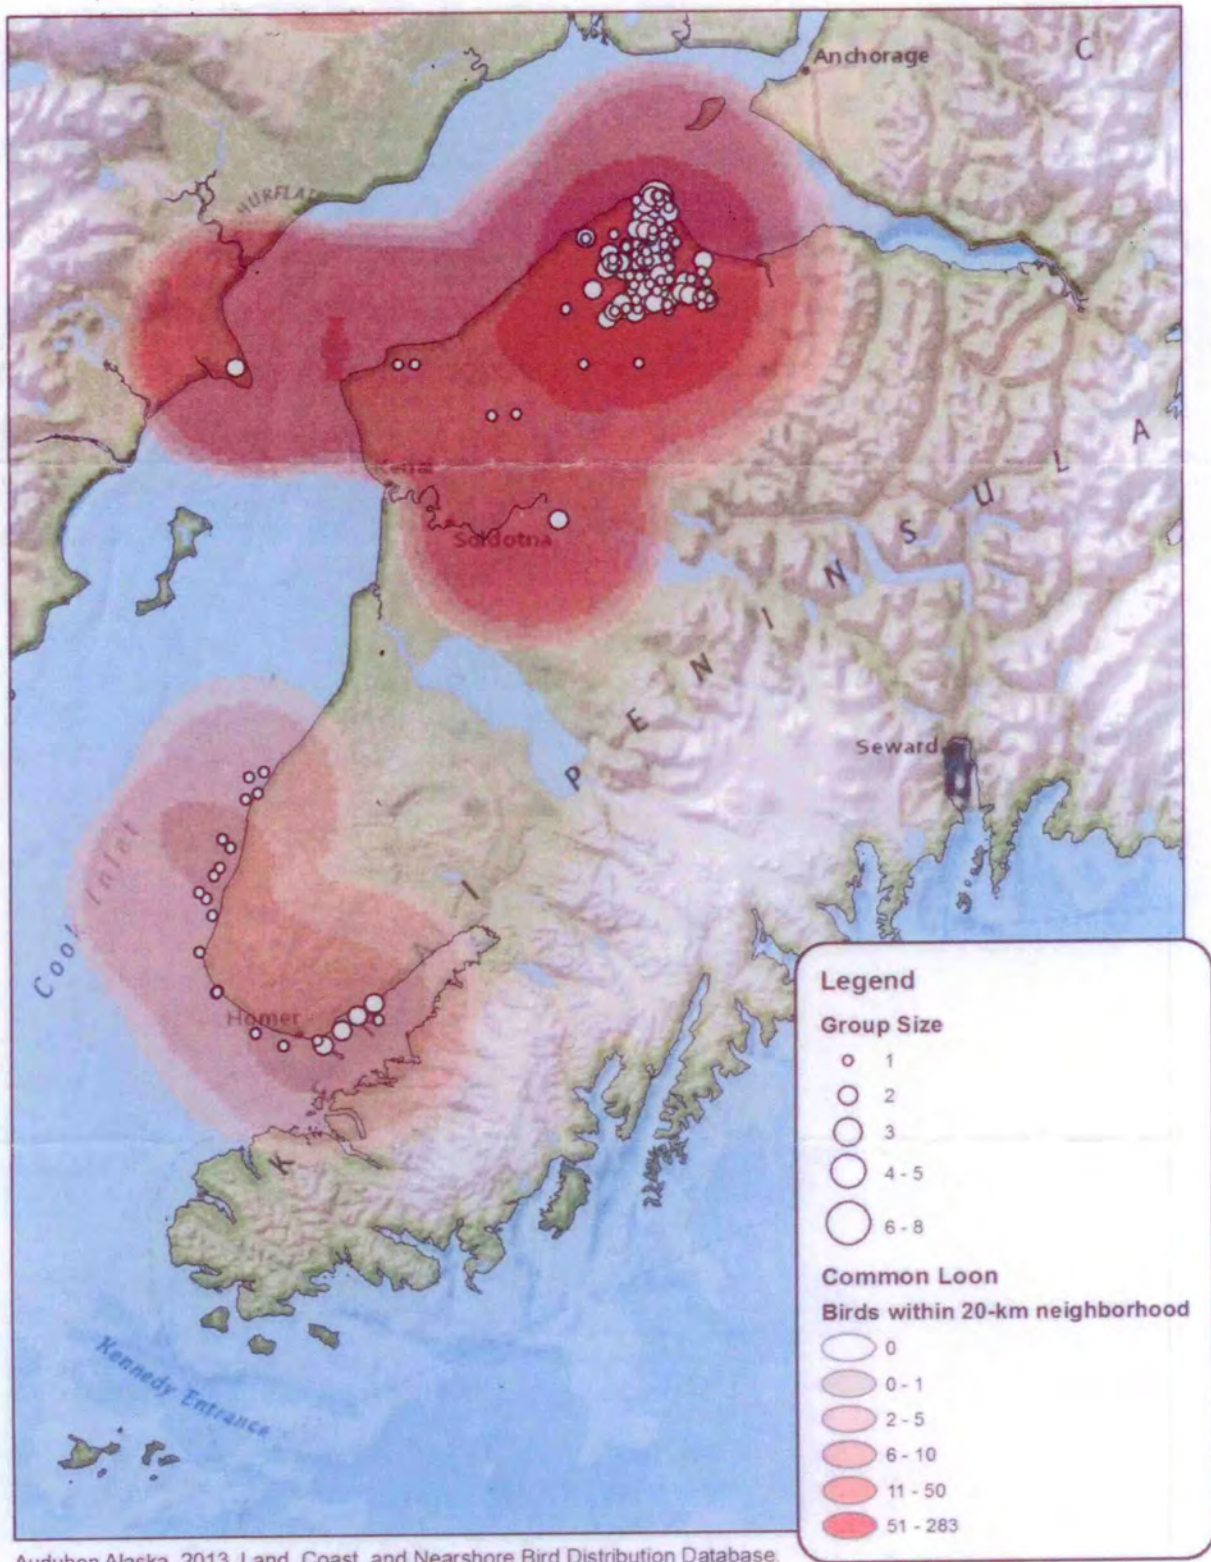 Anchorage
C
Kenai
Soldotna
KENAI PENINSULA
Seward
Cook Inlet
Homer
Kennedy Entrance
Legend
Group Size
1
2
3
4 - 5
6 - 8
Common Loon
Birds within 20-km neighborhood
0
0 - 1
2 - 5
6 - 10
11 - 50
51 - 283
Audubon Alaska. 2013. Land, Coast, and Nearshore Bird Distribution Database.